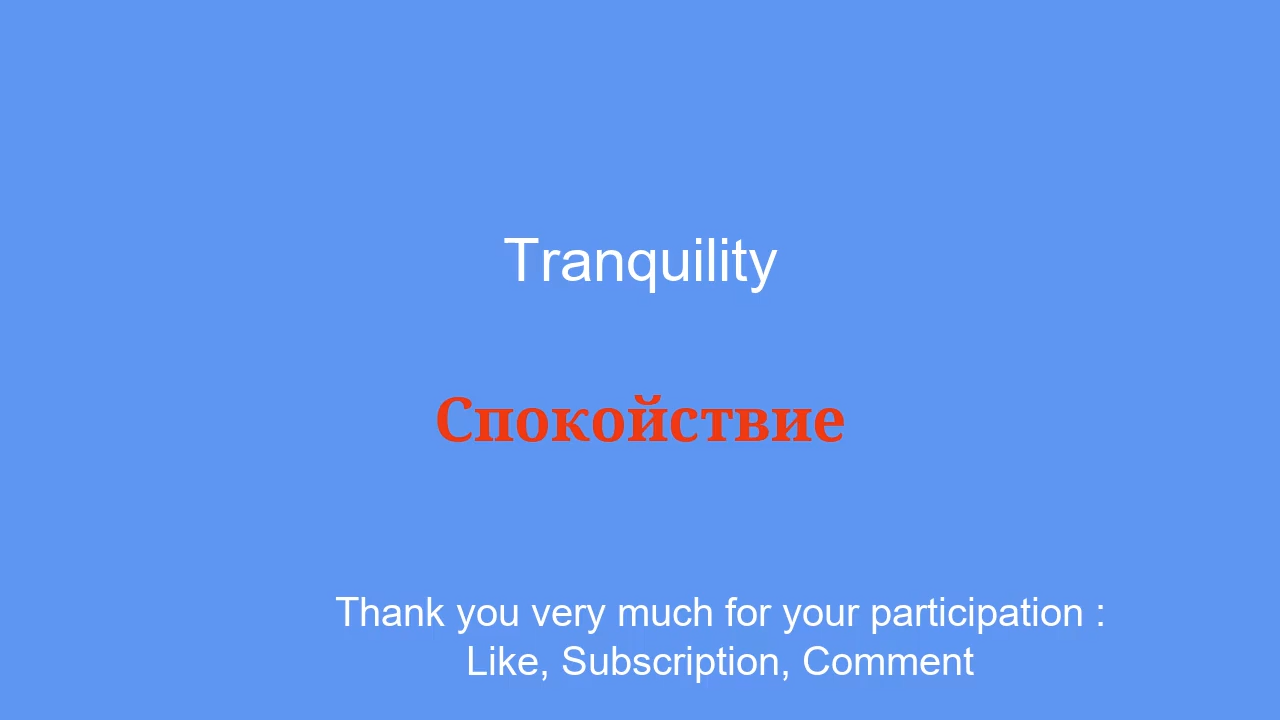 Tranquility
Спокойствие
Thank you very much for your participation :
Like, Subscription, Comment